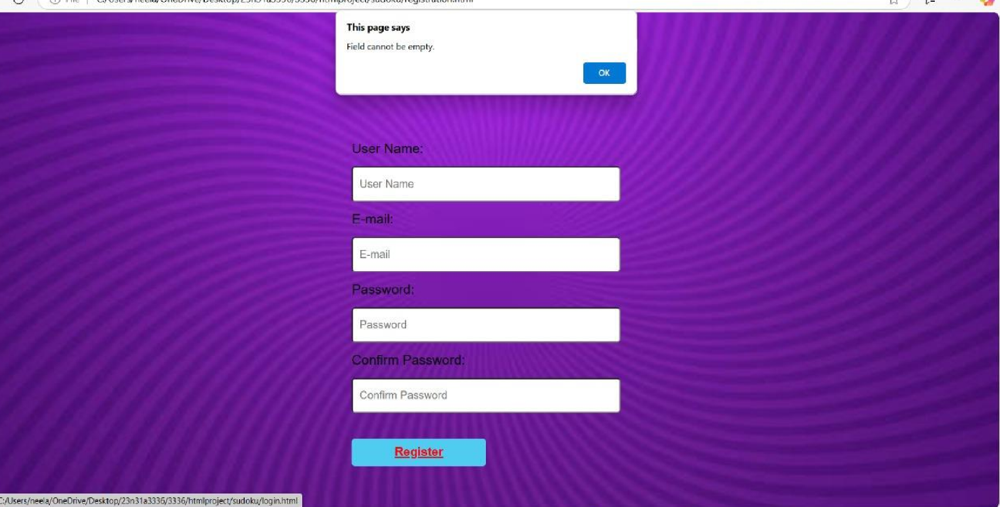 This page says
Field cannot be empty.
OK
User Name:
User Name
E-mail:
E-mail
Password:
Password
Confirm Password:
Confirm Password
Register
C:/Users/neela/OneDrive/Desktop/23n31a3336/3336/htmlproject/sudoku/login.html